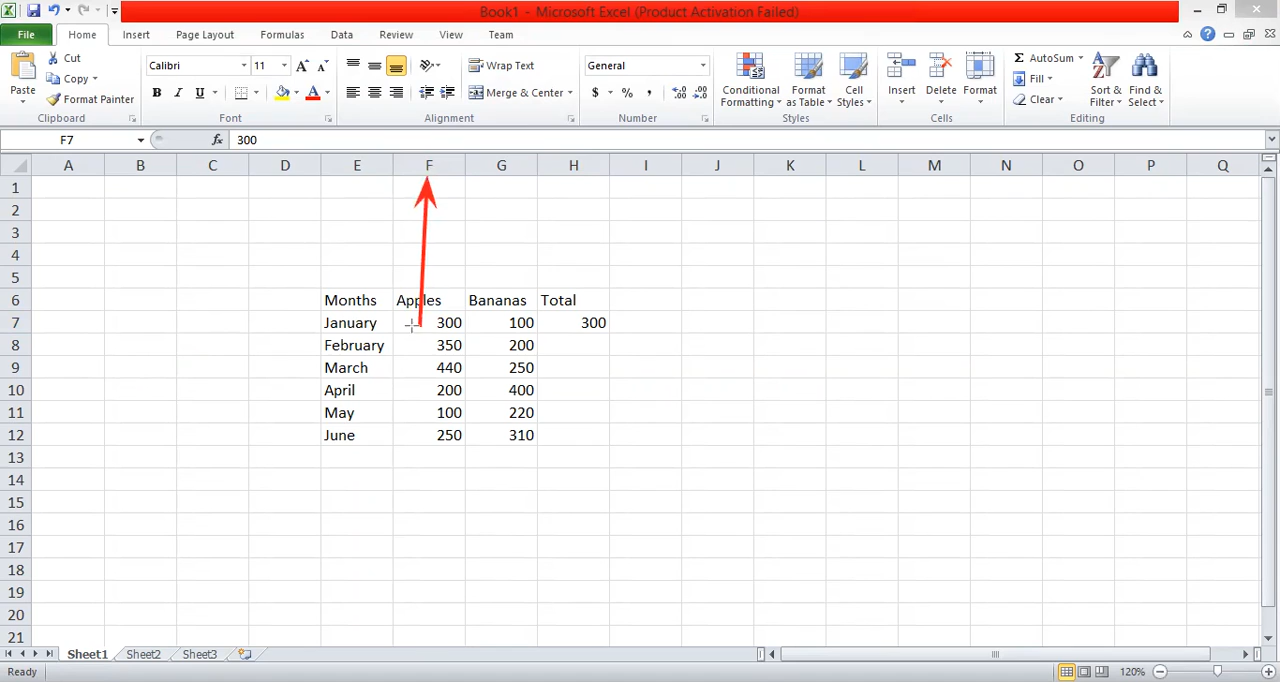 Book1 - Microsoft Excel (Product Activation Failed)
File Home Insert Page Layout Formulas Data Review View Team
Cut
Calibri 11 A A Wrap Text General Σ AutoSum
Copy Fill
Paste Format Painter B I U A Merge & Center $ % , Conditional Formatting Format as Table Cell Styles Insert Delete Format Clear Sort & Filter Find & Select
Clipboard Font Alignment Number Styles Cells Editing
F7 fx 300
A B C D E F G H I J K L M N O P Q
1
2
3
4
5
6 Months Apples Bananas Total
7 January 300 100 300
8 February 350 200
9 March 440 250
10 April 200 400
11 May 100 220
12 June 250 310
13
14
15
16
17
18
19
20
21
Sheet1 Sheet2 Sheet3
Ready 120%